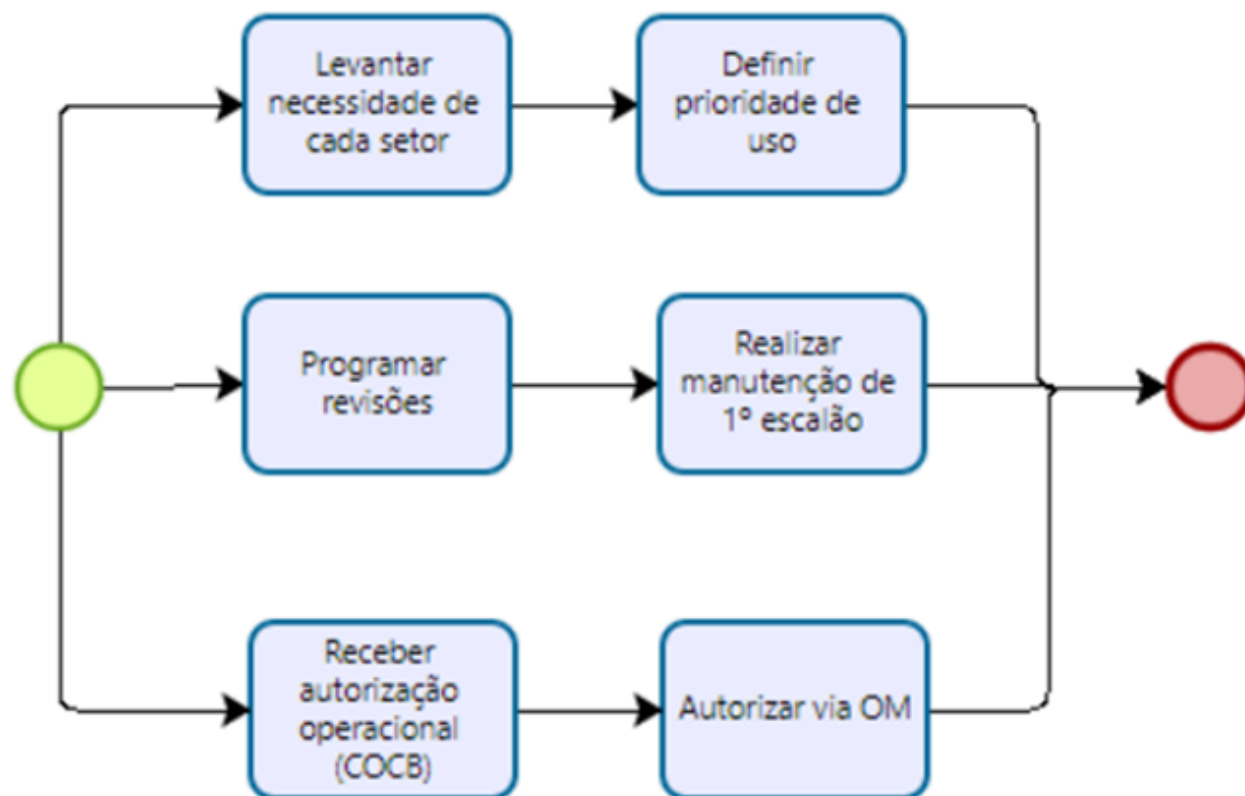 Levantar
necessidade de
cada setor
Definir
prioridade de
uso
Programar
revisões
Realizar
manutenção de
1º escalão
Receber
autorização
operacional
(COCB)
Autorizar via OM